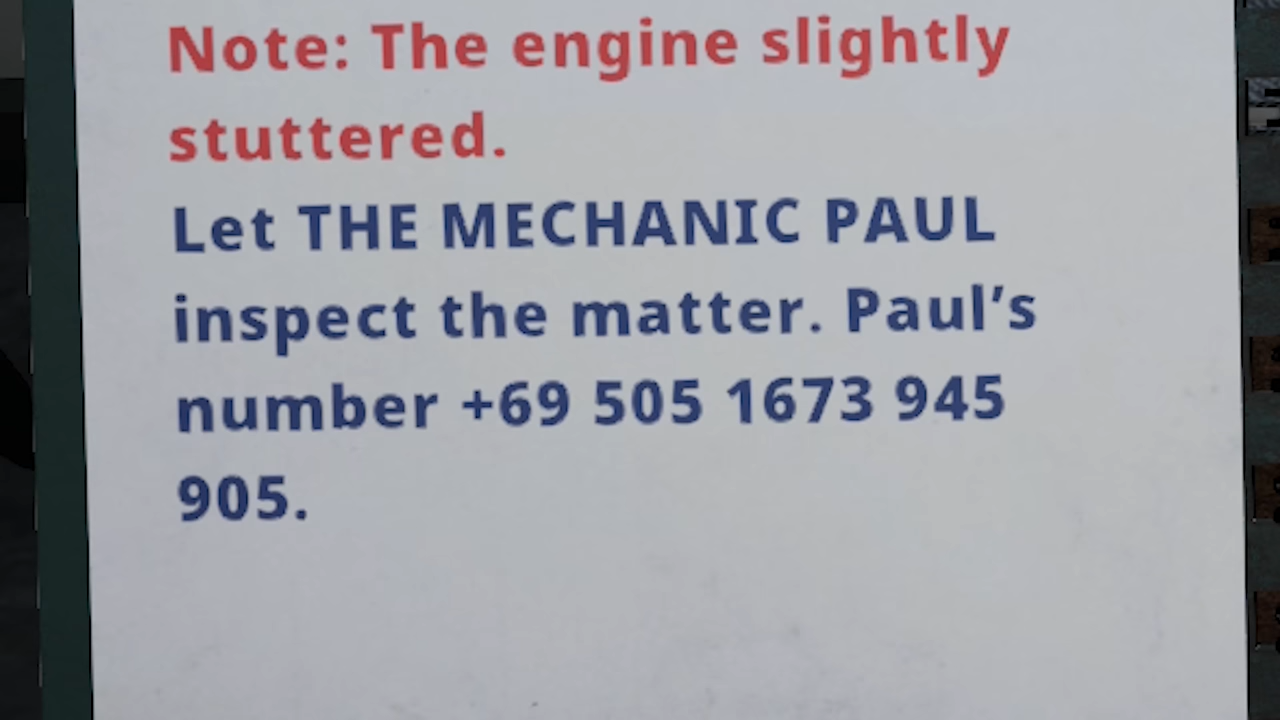 Note: The engine slightly
stuttered.
Let THE MECHANIC PAUL
inspect the matter. Paul’s
number +69 505 1673 945
905.